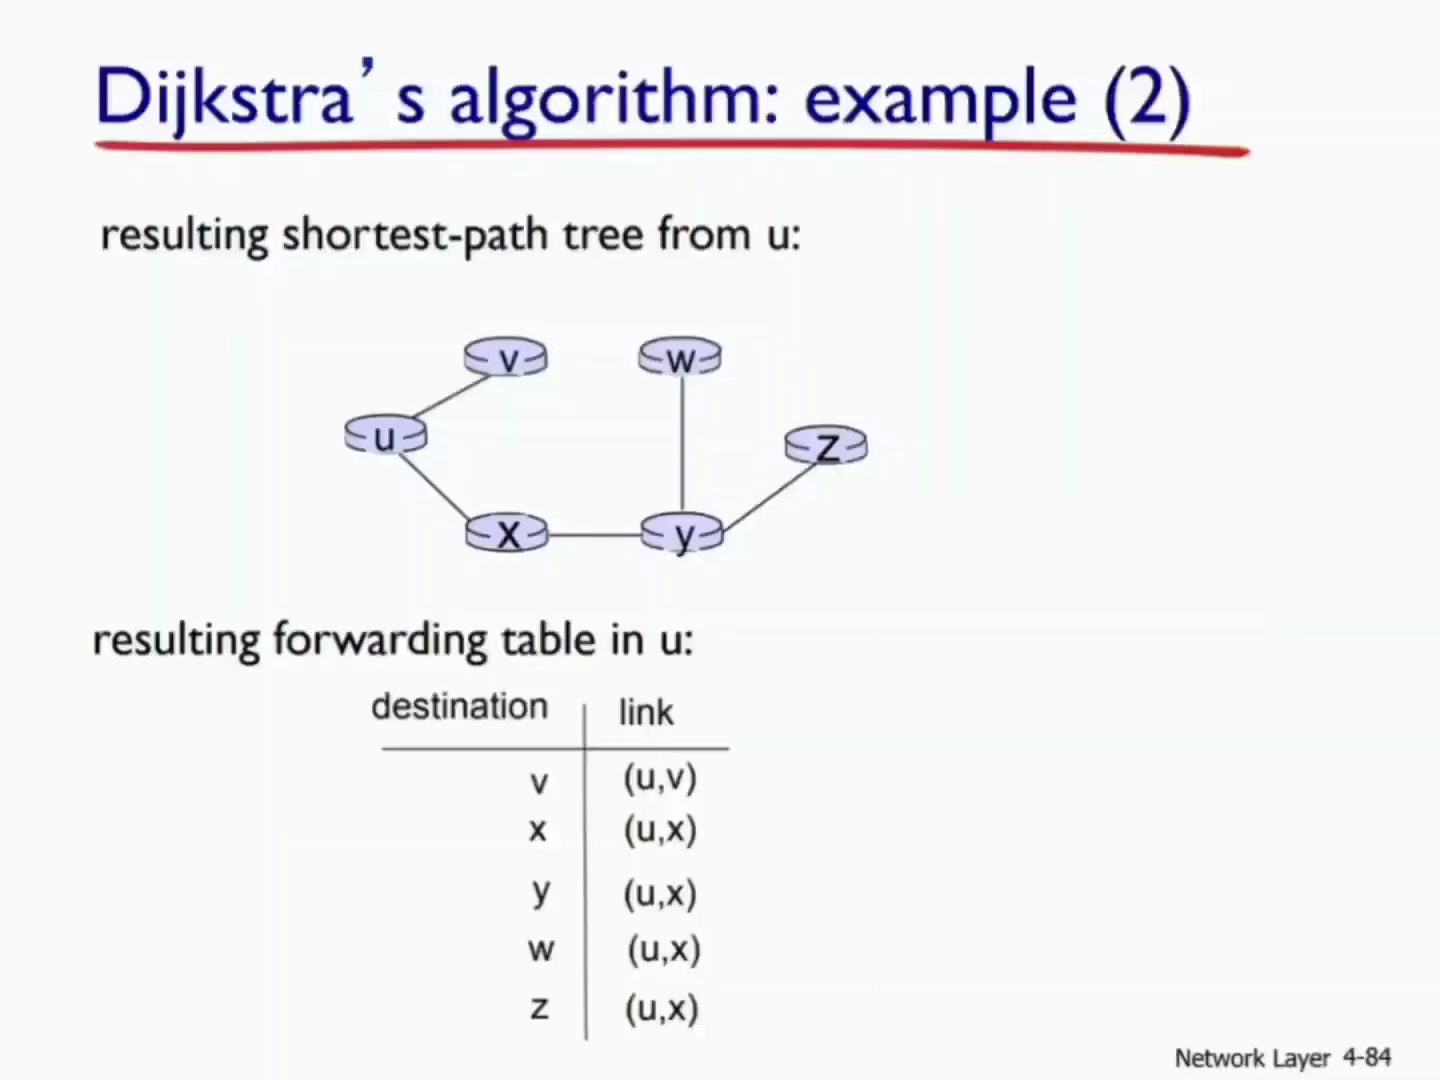 Dijkstra's algorithm: example (2)
resulting shortest-path tree from u:
v w
u z
x y
resulting forwarding table in u:
destination link
v (u,v)
x (u,x)
y (u,x)
w (u,x)
z (u,x)
Network Layer 4-84